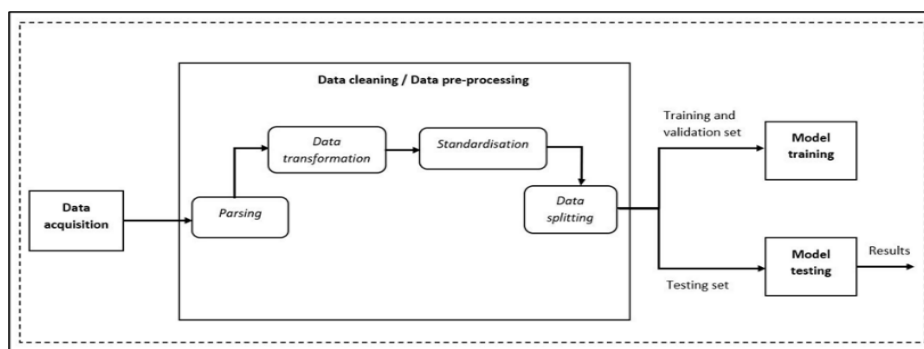 Data cleaning / Data pre-processing
Data
acquisition
Parsing
Data
transformation
Standardisation
Data
splitting
Training and
validation set
Model
training
Testing set
Model
testing
Results